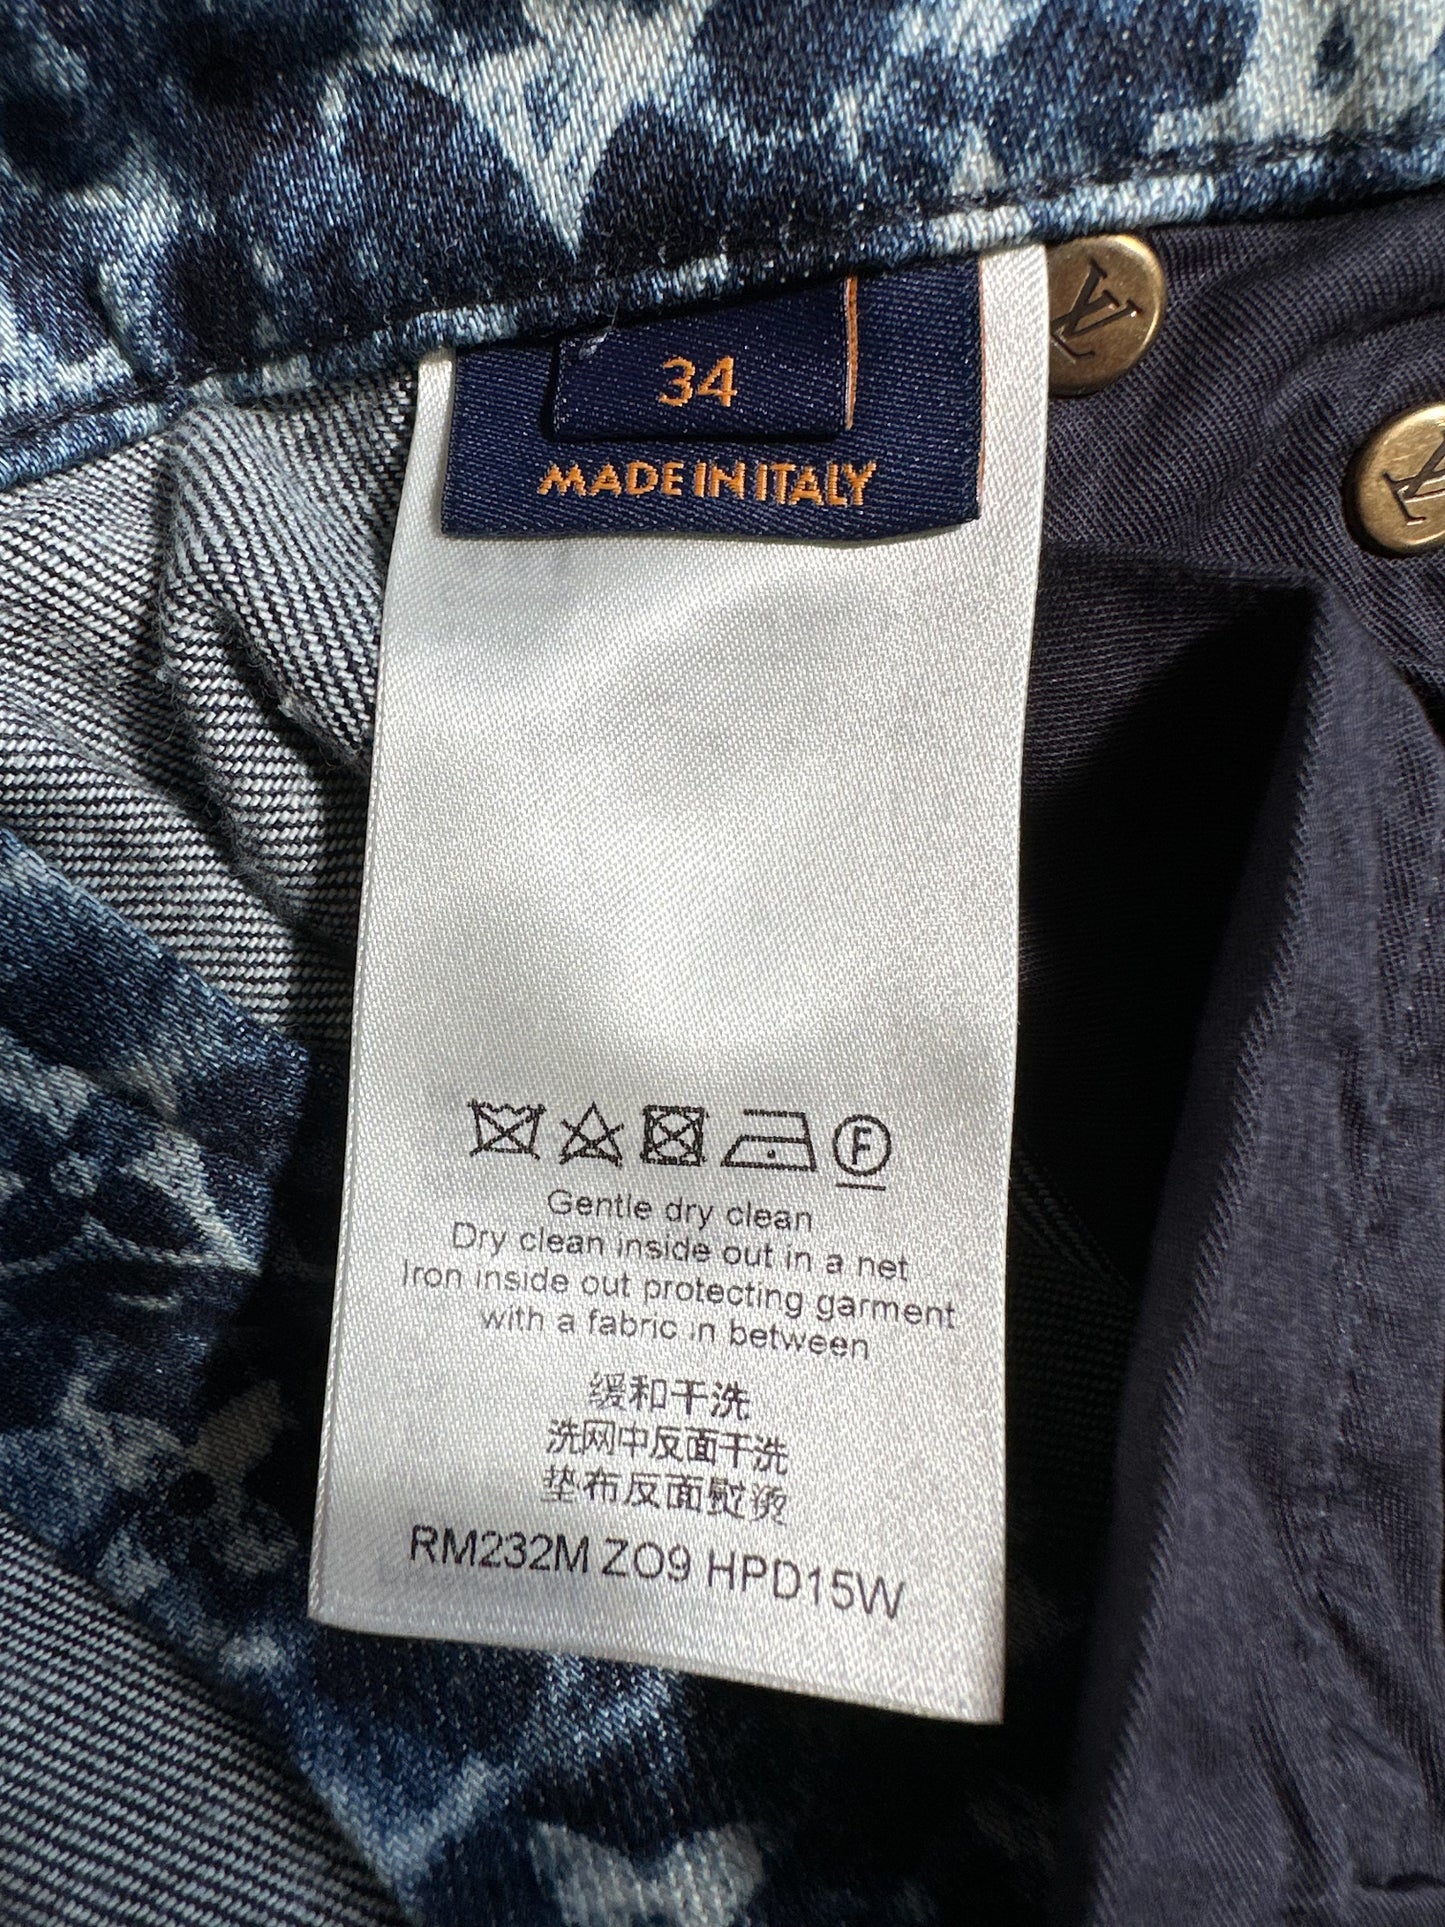 34
MADE IN ITALY
LV
LV
F
Gentle dry clean
Dry clean inside out in a net
Iron inside out protecting garment
with a fabric in between
缓和干洗
洗网中反面干洗
垫布反面熨烫
RM232M ZO9 HPD15W